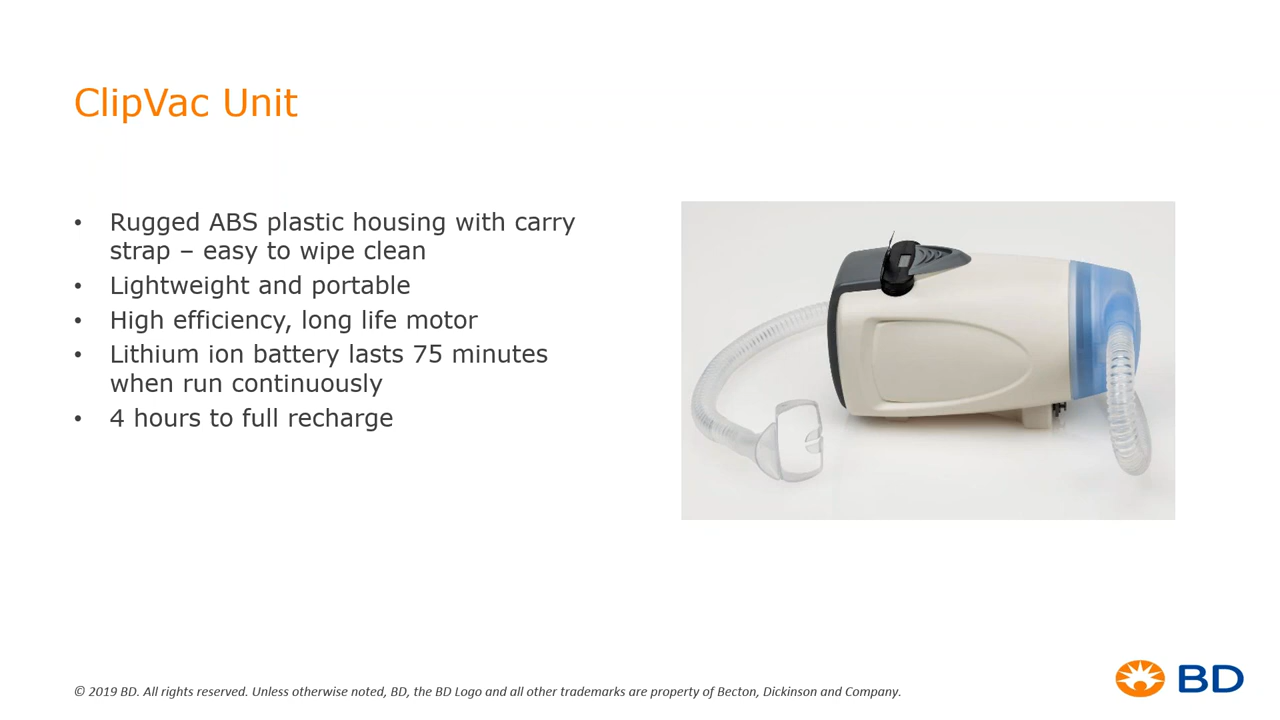 ClipVac Unit
• Rugged ABS plastic housing with carry
strap – easy to wipe clean
• Lightweight and portable
• High efficiency, long life motor
• Lithium ion battery lasts 75 minutes
when run continuously
• 4 hours to full recharge
© 2019 BD. All rights reserved. Unless otherwise noted, BD, the BD Logo and all other trademarks are property of Becton, Dickinson and Company.
BD